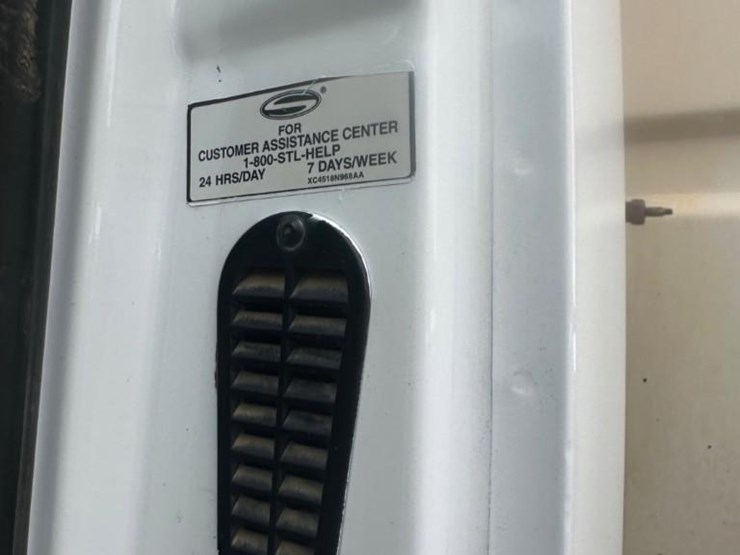 FOR
CUSTOMER ASSISTANCE CENTER
1-800-STL-HELP
24 HRS/DAY 7 DAYS/WEEK
XC4518N968AA